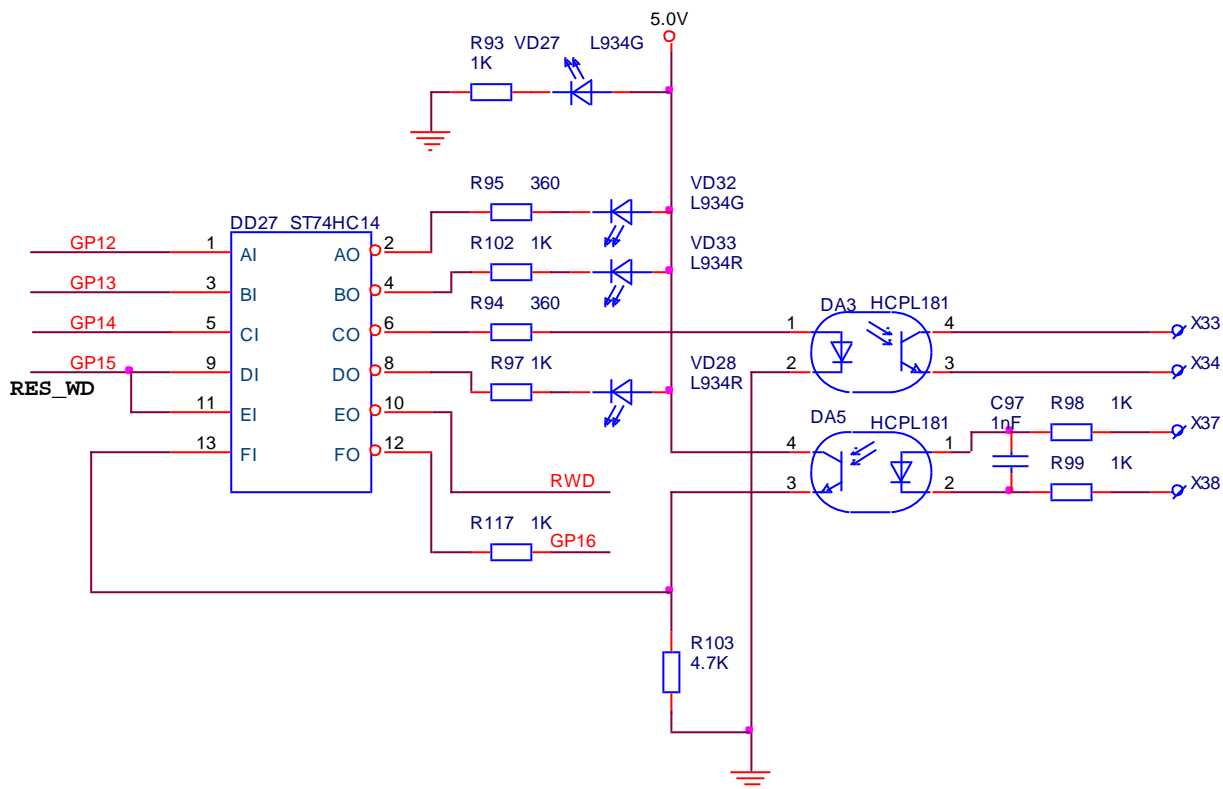 5.0V
R93 VD27 L934G
1K
R95 360
VD32
L934G
DD27 ST74HC14
GP12 1 AI AO 2
R102 1K
VD33
L934R
GP13 3 BI BO 4
R94 360
DA3 HCPL181
GP14 5 CI CO 6
1 4 X33
GP15 9 DI DO 8
R97 1K
VD28
L934R
2 3 X34
RES_WD
11 EI EO 10
DA5 HCPL181
C97
1nF
R98 1K
X37
13 FI FO 12
4 1
R99 1K
RWD
3 2 X38
R117 1K
GP16
R103
4.7K